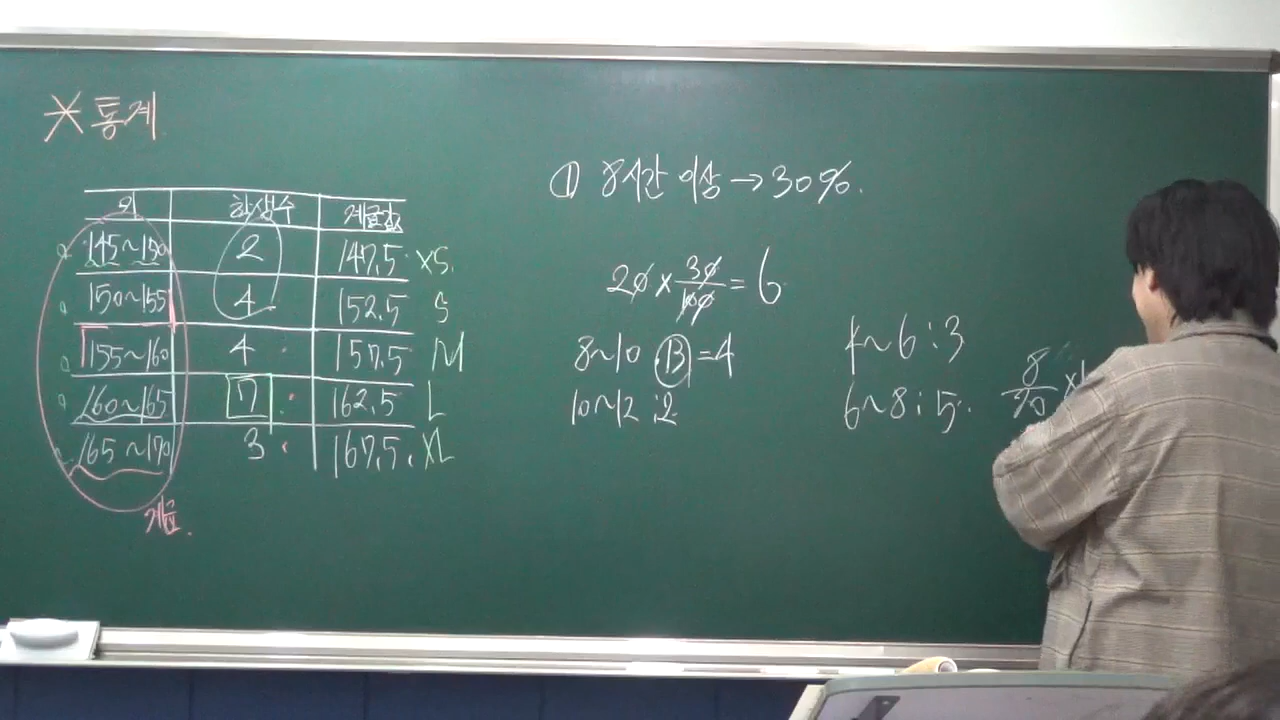 * 통계
키 학생수 계급값
145~150 2 147.5 XS
150~155 4 152.5 S
155~160 4 157.5 M
160~165 7 162.5 L
165~170 3 167.5 XL
계급
① 8시간 이상 → 30%.
20 × 30/100 = 6
8~10 B = 4
10~12 : 2
4~6 : 3
6~8 : 5
8/20 ×